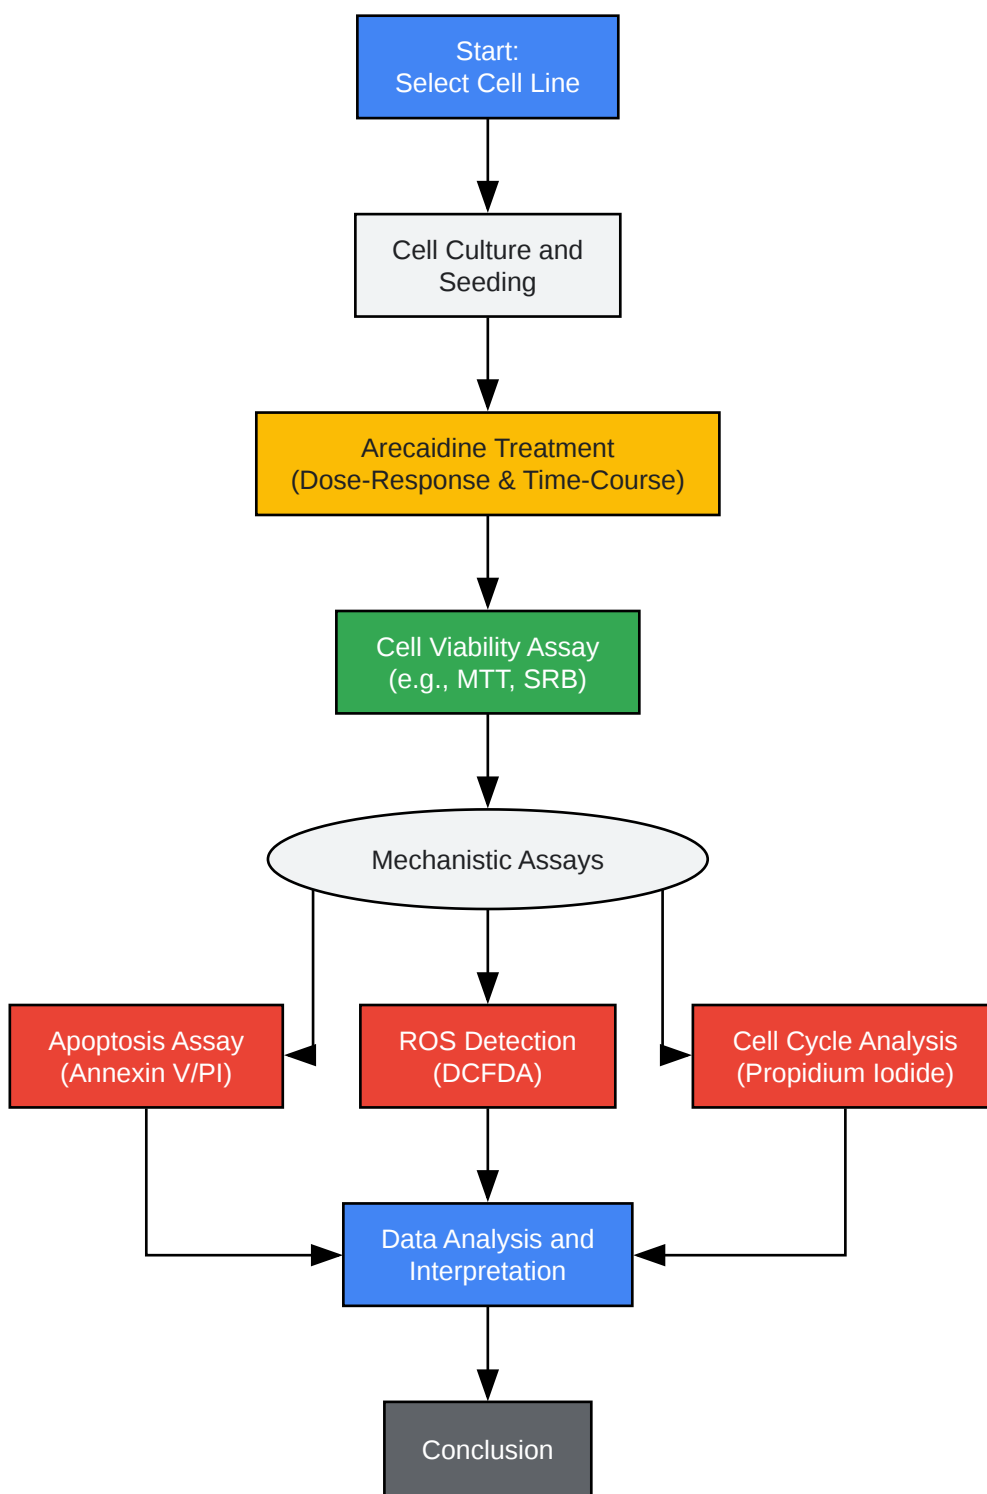 Start:
Select Cell Line
Cell Culture and
Seeding
Arecaidine Treatment
(Dose-Response & Time-Course)
Cell Viability Assay
(e.g., MTT, SRB)
Mechanistic Assays
Apoptosis Assay
(Annexin V/PI)
ROS Detection
(DCFDA)
Cell Cycle Analysis
(Propidium Iodide)
Data Analysis and
Interpretation
Conclusion